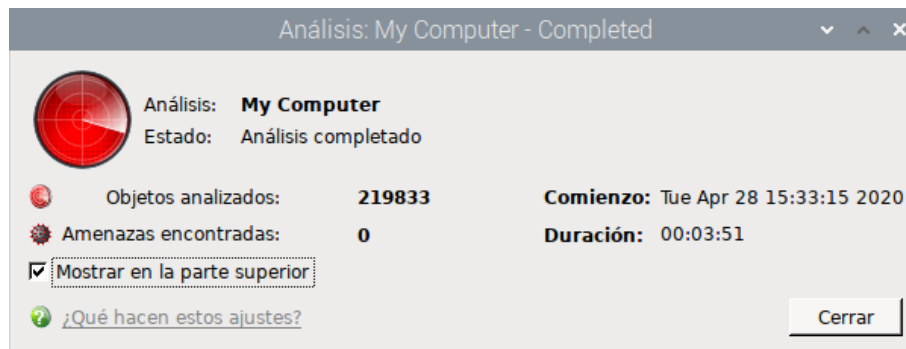 Análisis: My Computer - Completed
Análisis: My Computer
Estado: Análisis completado
Objetos analizados: 219833 Comienzo: Tue Apr 28 15:33:15 2020
Amenazas encontradas: 0 Duración: 00:03:51
Mostrar en la parte superior
¿Qué hacen estos ajustes? Cerrar